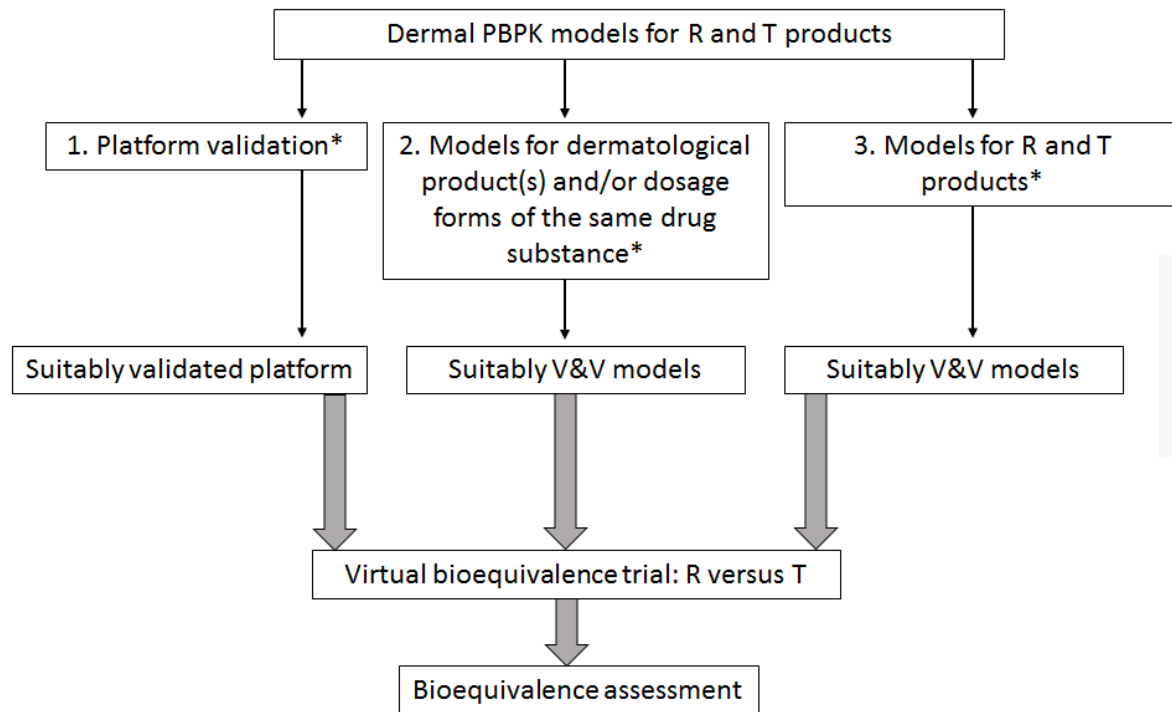 Dermal PBPK models for R and T products
1. Platform validation*
2. Models for dermatological
product(s) and/or dosage
forms of the same drug
substance*
3. Models for R and T
products*
Suitably validated platform
Suitably V&V models
Suitably V&V models
Virtual bioequivalence trial: R versus T
Bioequivalence assessment